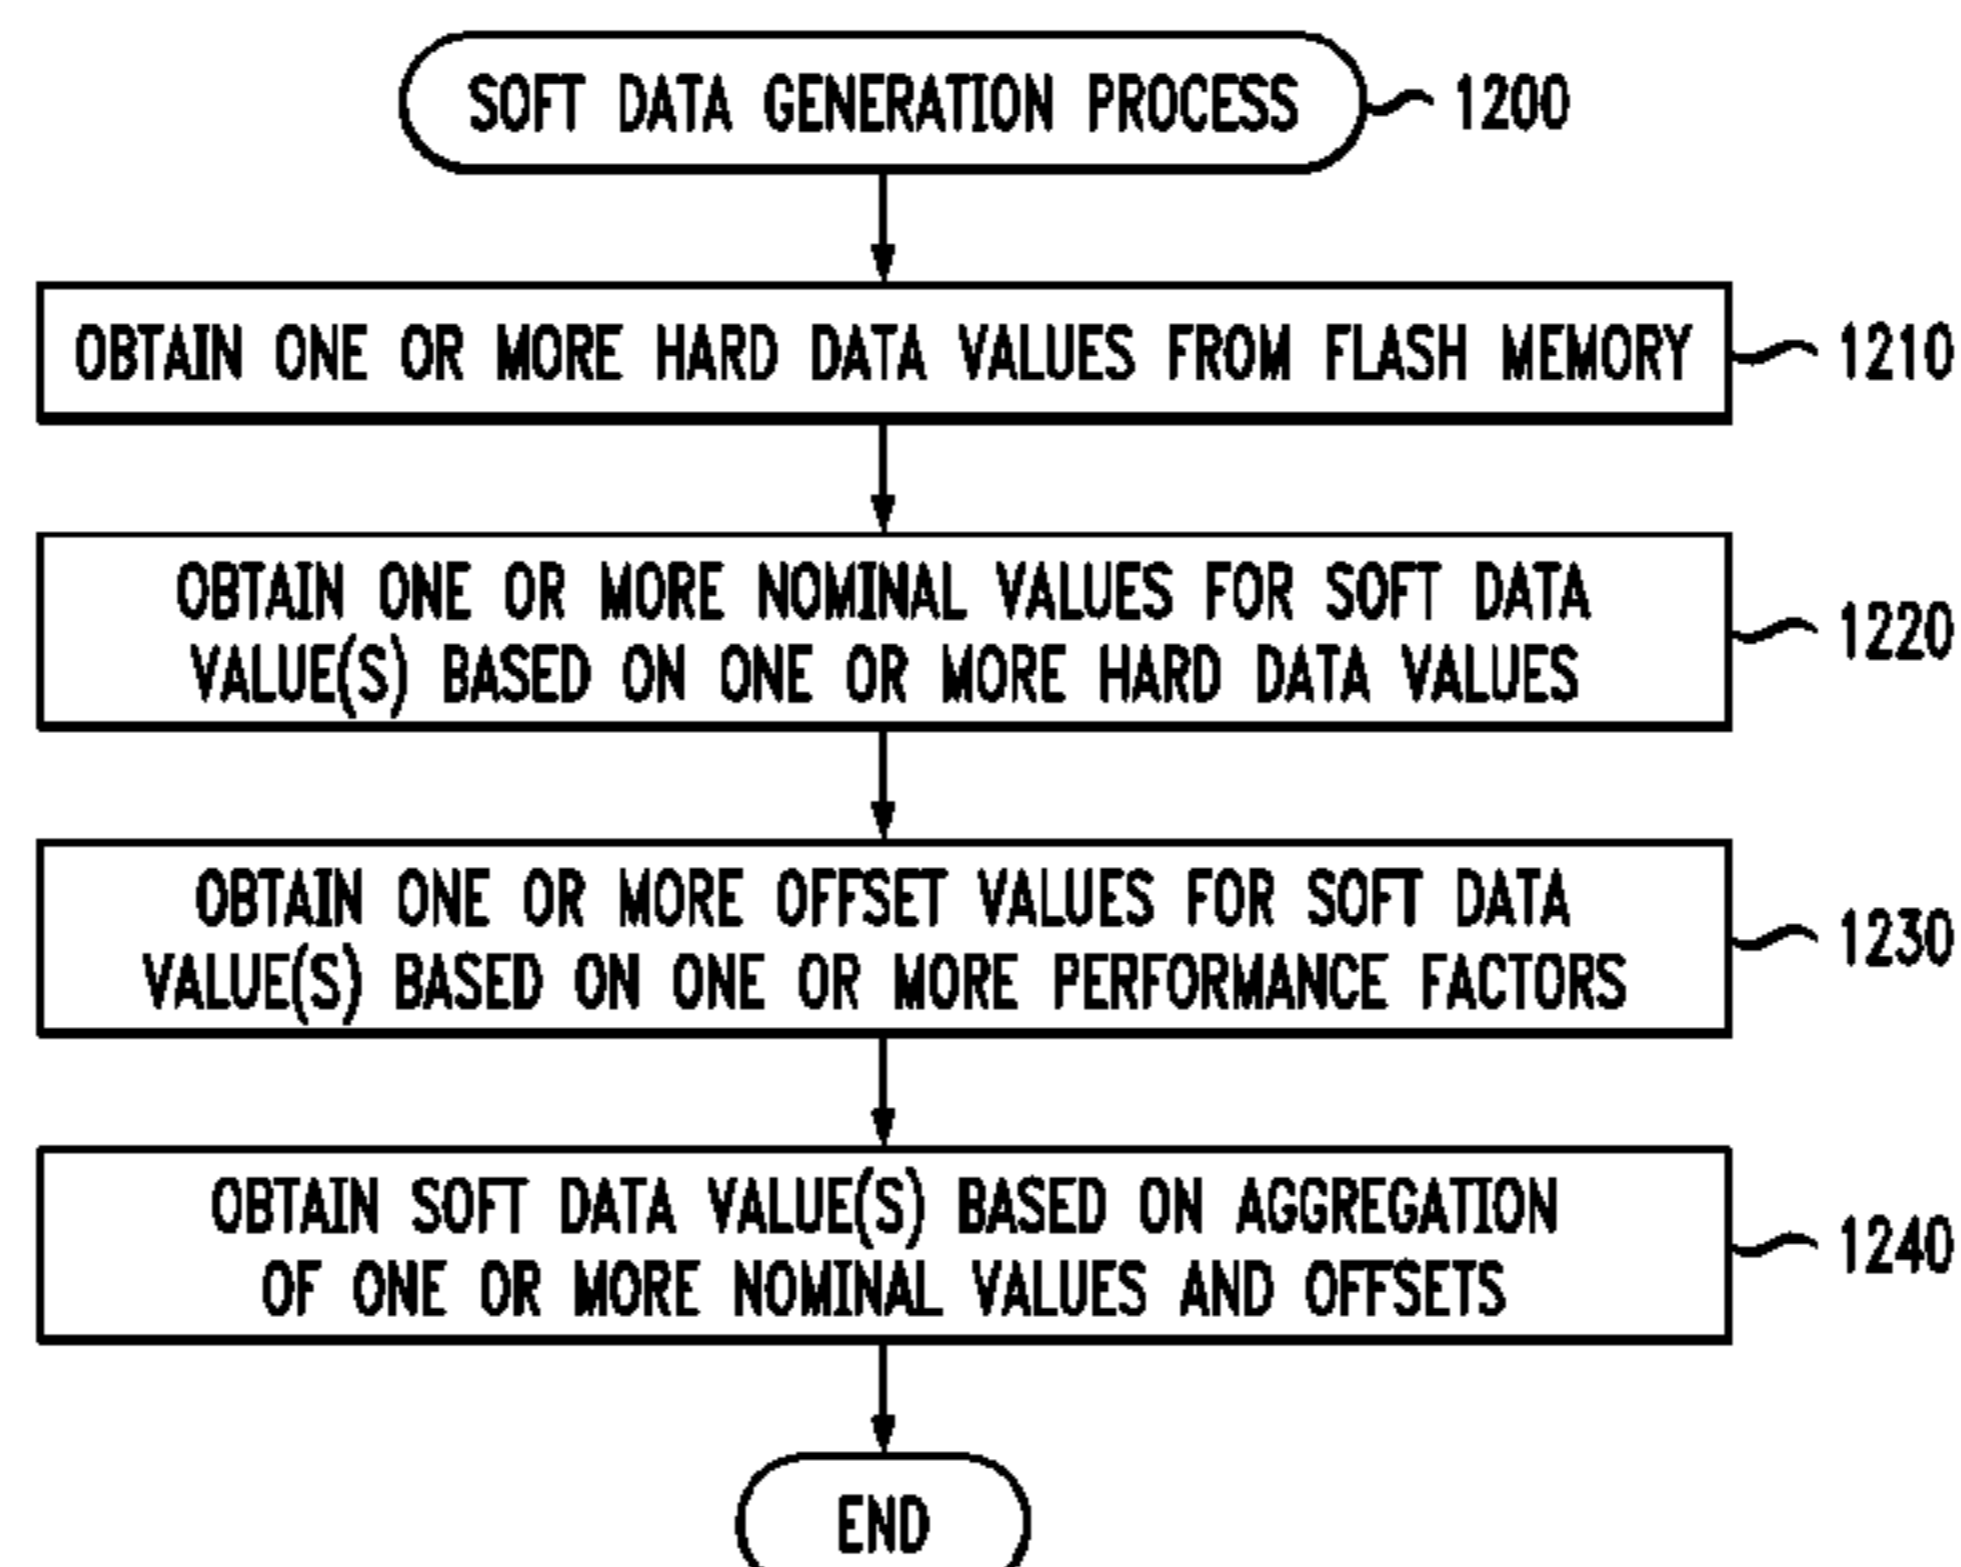 SOFT DATA GENERATION PROCESS
1200
OBTAIN ONE OR MORE HARD DATA VALUES FROM FLASH MEMORY
1210
OBTAIN ONE OR MORE NOMINAL VALUES FOR SOFT DATA
VALUE(S) BASED ON ONE OR MORE HARD DATA VALUES
1220
OBTAIN ONE OR MORE OFFSET VALUES FOR SOFT DATA
VALUE(S) BASED ON ONE OR MORE PERFORMANCE FACTORS
1230
OBTAIN SOFT DATA VALUE(S) BASED ON AGGREGATION
OF ONE OR MORE NOMINAL VALUES AND OFFSETS
1240
END